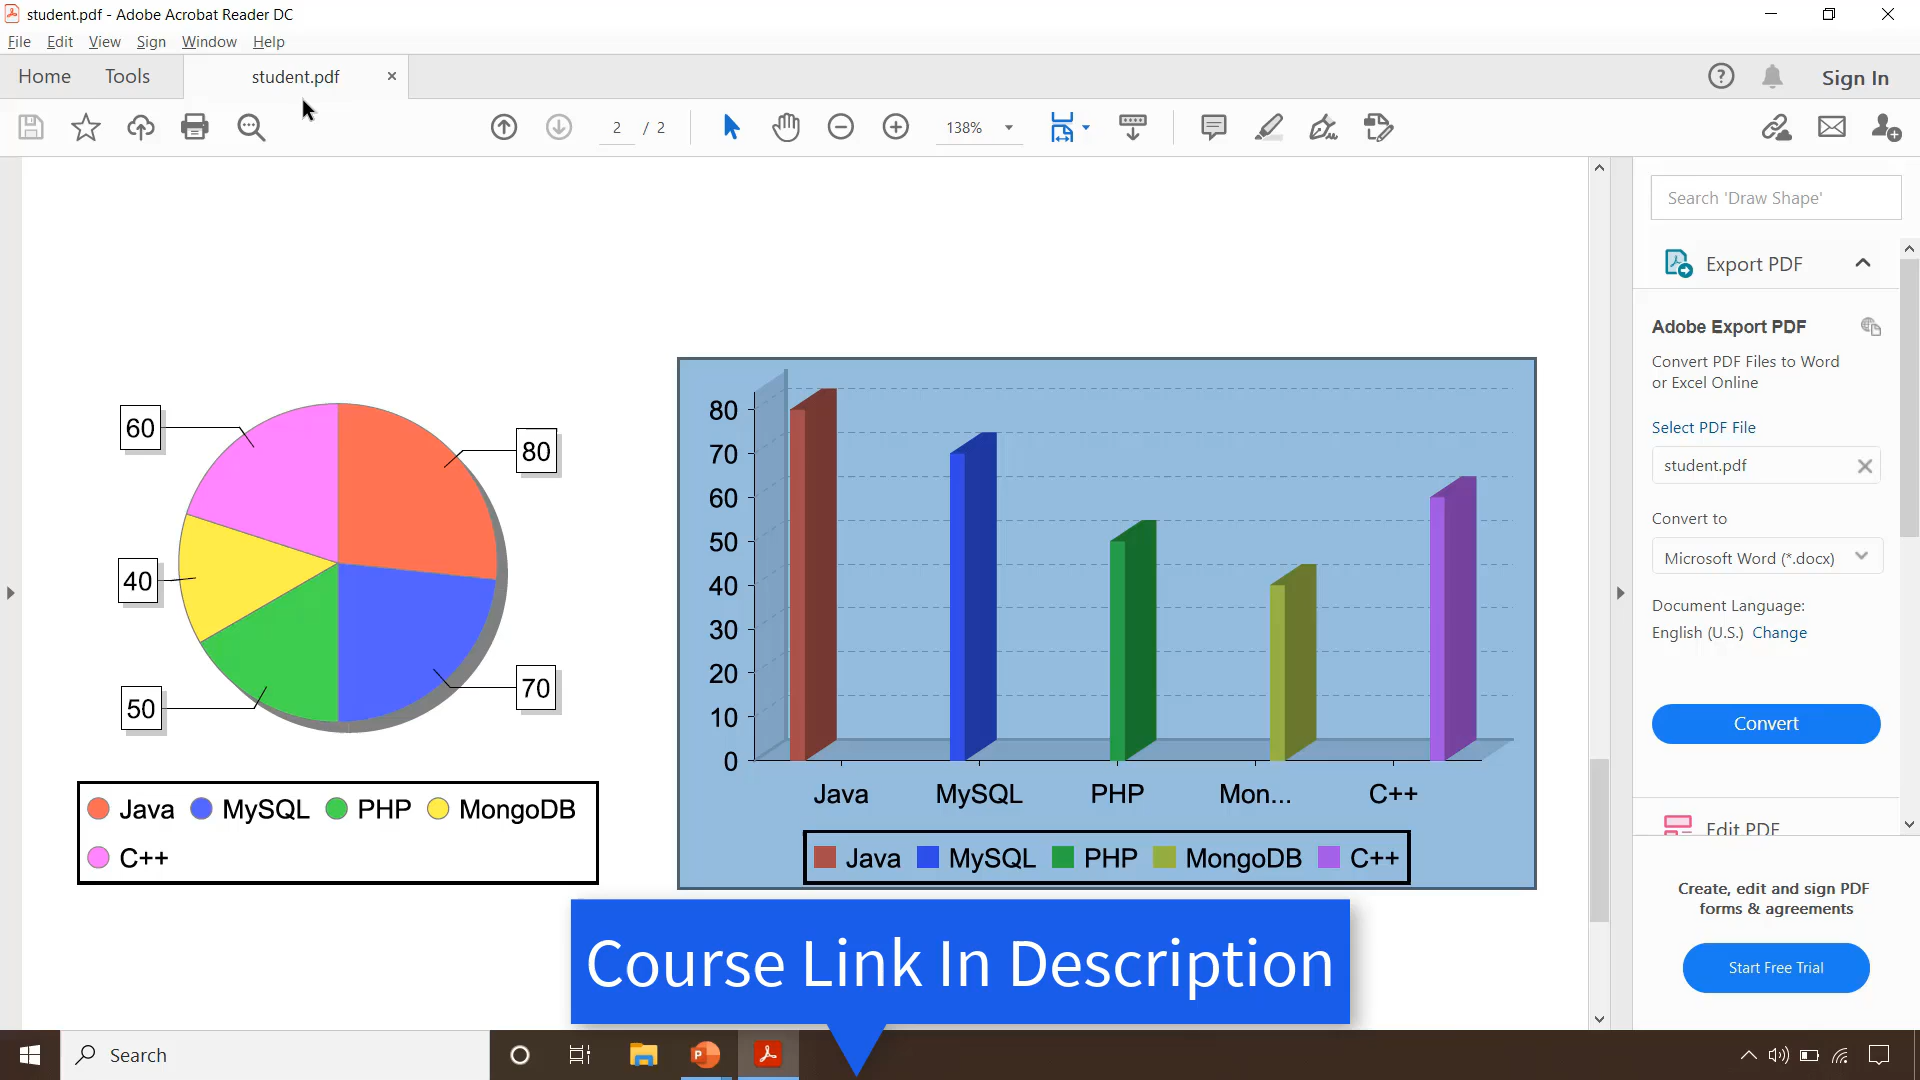 student.pdf - Adobe Acrobat Reader DC
File Edit View Sign Window Help
Home Tools student.pdf × Sign In
2 / 2 138%
Search 'Draw Shape'
Export PDF
Adobe Export PDF
Convert PDF Files to Word
or Excel Online
Select PDF File
student.pdf
Convert to
Microsoft Word (*.docx)
Document Language:
English (U.S.) Change
Convert
Edit PDF
Create, edit and sign PDF
forms & agreements
Start Free Trial
60
80
40
70
50
Java MySQL PHP MongoDB
C++
80
70
60
50
40
30
20
10
0
Java MySQL PHP Mon... C++
Java MySQL PHP MongoDB C++
Course Link In Description
Search